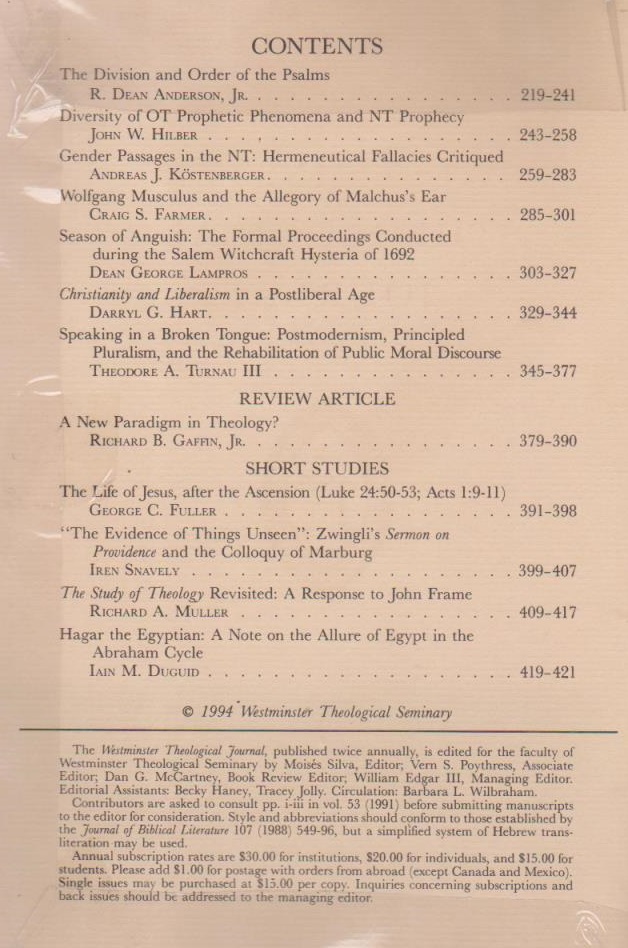 CONTENTS
The Division and Order of the Psalms
R. Dean Anderson, Jr. . . . . . . . . . . . . . . . . . 219–241
Diversity of OT Prophetic Phenomena and NT Prophecy
John W. Hilber . . . . . . . . . . . . . . . . . . . 243–258
Gender Passages in the NT: Hermeneutical Fallacies Critiqued
Andreas J. Köstenberger. . . . . . . . . . . . . . . . 259–283
Wolfgang Musculus and the Allegory of Malchus's Ear
Craig S. Farmer. . . . . . . . . . . . . . . . . . . 285–301
Season of Anguish: The Formal Proceedings Conducted
during the Salem Witchcraft Hysteria of 1692
Dean George Lampros . . . . . . . . . . . . . . . . 303–327
Christianity and Liberalism in a Postliberal Age
Darryl G. Hart. . . . . . . . . . . . . . . . . . . 329–344
Speaking in a Broken Tongue: Postmodernism, Principled
Pluralism, and the Rehabilitation of Public Moral Discourse
Theodore A. Turnau III . . . . . . . . . . . . . . . 345–377
REVIEW ARTICLE
A New Paradigm in Theology?
Richard B. Gaffin, Jr. . . . . . . . . . . . . . . . . . 379–390
SHORT STUDIES
The Life of Jesus, after the Ascension (Luke 24:50-53; Acts 1:9-11)
George C. Fuller . . . . . . . . . . . . . . . . . . 391–398
"The Evidence of Things Unseen": Zwingli's Sermon on
Providence and the Colloquy of Marburg
Iren Snavely . . . . . . . . . . . . . . . . . . . . 399–407
The Study of Theology Revisited: A Response to John Frame
Richard A. Muller . . . . . . . . . . . . . . . . . 409–417
Hagar the Egyptian: A Note on the Allure of Egypt in the
Abraham Cycle
Iain M. Duguid . . . . . . . . . . . . . . . . . . . 419–421
© 1994 Westminster Theological Seminary
The Westminster Theological Journal, published twice annually, is edited for the faculty of
Westminster Theological Seminary by Moisés Silva, Editor; Vern S. Poythress, Associate
Editor; Dan G. McCartney, Book Review Editor; William Edgar III, Managing Editor.
Editorial Assistants: Becky Haney, Tracey Jolly. Circulation: Barbara L. Wilbraham.
Contributors are asked to consult pp. i-iii in vol. 53 (1991) before submitting manuscripts
to the editor for consideration. Style and abbreviations should conform to those established by
the Journal of Biblical Literature 107 (1988) 549-96, but a simplified system of Hebrew trans-
literation may be used.
Annual subscription rates are $30.00 for institutions, $20.00 for individuals, and $15.00 for
students. Please add $1.00 for postage with orders from abroad (except Canada and Mexico).
Single issues may be purchased at $15.00 per copy. Inquiries concerning subscriptions and
back issues should be addressed to the managing editor.